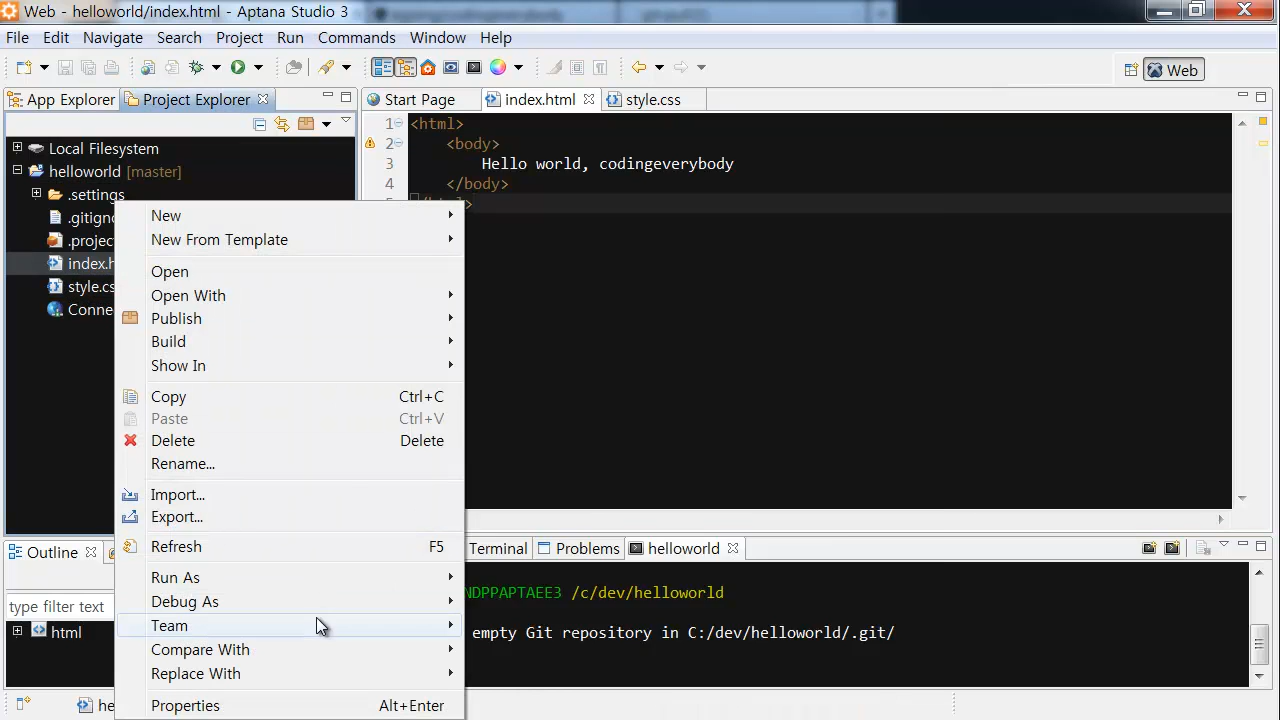 Web - helloworld/index.html - Aptana Studio 3
File Edit Navigate Search Project Run Commands Window Help
Web
App Explorer Project Explorer
Start Page index.html style.css
Local Filesystem
helloworld [master]
.settings
.gitigno
.projec
index.h
style.cs
Conne
1 <html>
2 <body>
3 Hello world, codingeverybody
4 </body>
New
New From Template
Open
Open With
Publish
Build
Show In
Copy Ctrl+C
Paste Ctrl+V
Delete Delete
Rename...
Import...
Export...
Refresh F5
Run As
Debug As
Team
Compare With
Replace With
Properties Alt+Enter
Outline
type filter text
html
he
Terminal Problems helloworld
NDPPAPTAEE3 /c/dev/helloworld
empty Git repository in C:/dev/helloworld/.git/